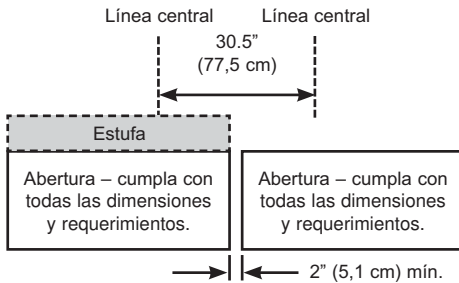 Línea central Línea central
30.5”
(77,5 cm)
Estufa
Abertura – cumpla con
todas las dimensiones
y requerimientos.
Abertura – cumpla con
todas las dimensiones
y requerimientos.
2” (5,1 cm) mín.